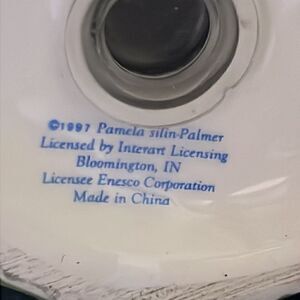 ©1997 Pamela silin-Palmer
Licensed by Interart Licensing
Bloomington, IN
Licensee Enesco Corporation
Made in China